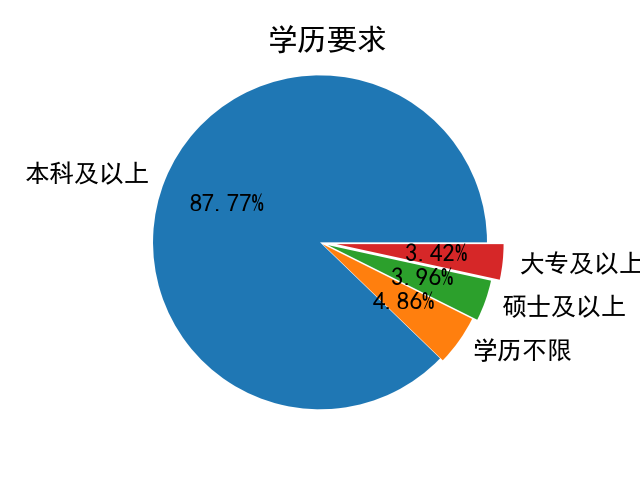 学历要求
本科及以上
87.77%
3.42%
大专及以上
3.96%
硕士及以上
4.86%
学历不限